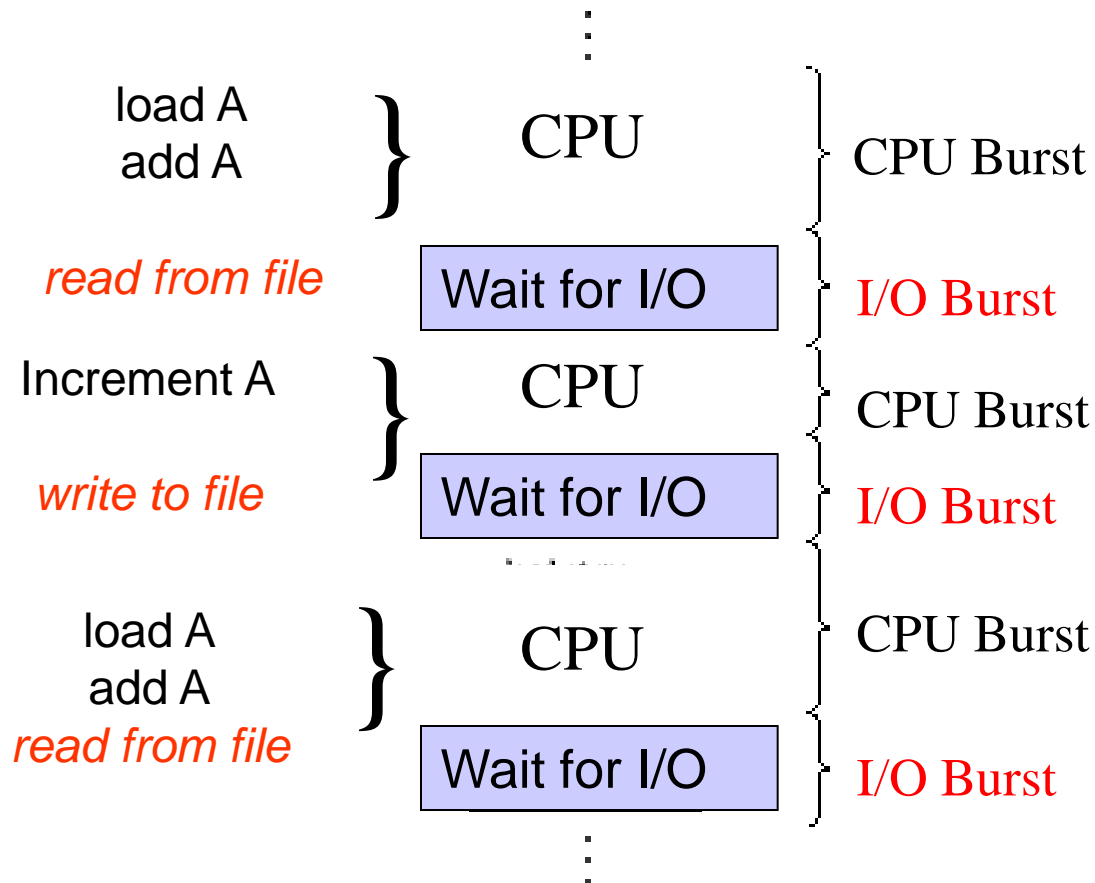 load A
add A
CPU
CPU Burst
read from file
Wait for I/O
I/O Burst
Increment A
CPU
CPU Burst
write to file
Wait for I/O
I/O Burst
load A
add A
read from file
CPU
CPU Burst
Wait for I/O
I/O Burst